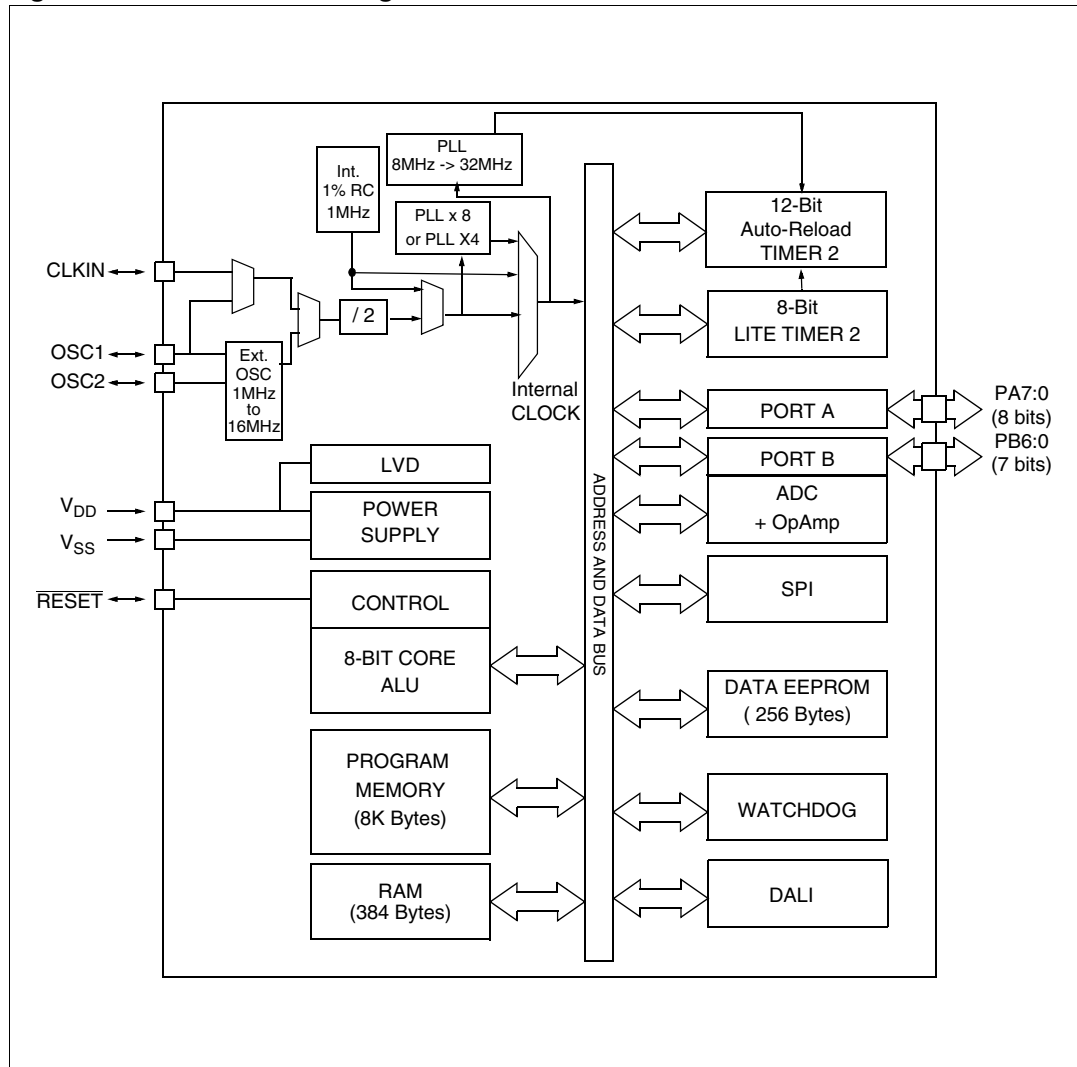 PLL
8MHz -> 32MHz
Int.
1% RC
1MHz
PLL x 8
or PLL X4
12-Bit
Auto-Reload
TIMER 2
CLKIN
/ 2
8-Bit
LITE TIMER 2
OSC1
OSC2
Ext.
OSC
1MHz
to
16MHz
Internal
CLOCK
PORT A
PA7:0
(8 bits)
PORT B
PB6:0
(7 bits)
LVD
ADC
+ OpAmp
VDD
VSS
POWER
SUPPLY
ADDRESS AND DATA BUS
RESET
CONTROL
SPI
8-BIT CORE
ALU
DATA EEPROM
( 256 Bytes)
PROGRAM
MEMORY
(8K Bytes)
WATCHDOG
RAM
(384 Bytes)
DALI